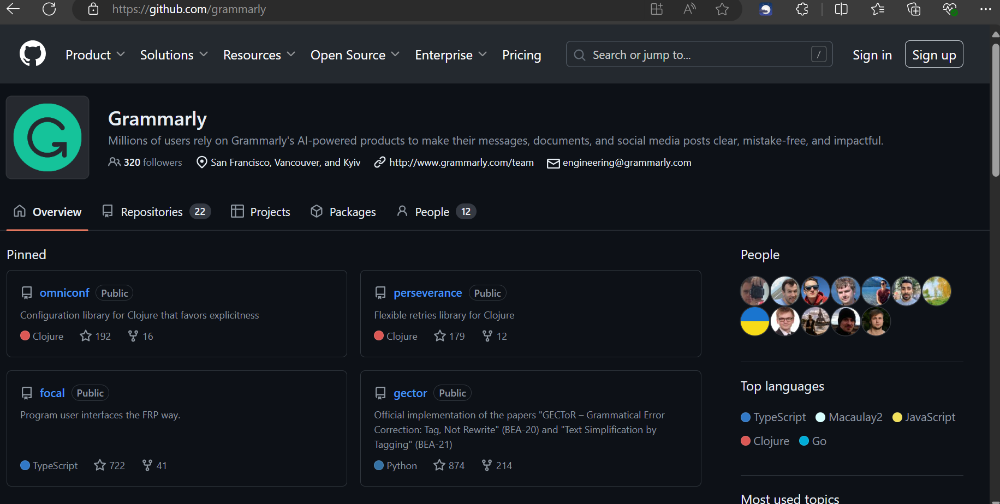 https://github.com/grammarly
Product Solutions Resources Open Source Enterprise Pricing Search or jump to... / Sign in Sign up
Grammarly
Millions of users rely on Grammarly's AI-powered products to make their messages, documents, and social media posts clear, mistake-free, and impactful.
320 followers San Francisco, Vancouver, and Kyiv http://www.grammarly.com/team engineering@grammarly.com
Overview Repositories 22 Projects Packages People 12
Pinned
omniconf Public
Configuration library for Clojure that favors explicitness
Clojure 192 16
perseverance Public
Flexible retries library for Clojure
Clojure 179 12
focal Public
Program user interfaces the FRP way.
TypeScript 722 41
gector Public
Official implementation of the papers "GECToR – Grammatical Error
Correction: Tag, Not Rewrite" (BEA-20) and "Text Simplification by
Tagging" (BEA-21)
Python 874 214
People
Top languages
TypeScript Macaulay2 JavaScript
Clojure Go
Most used topics